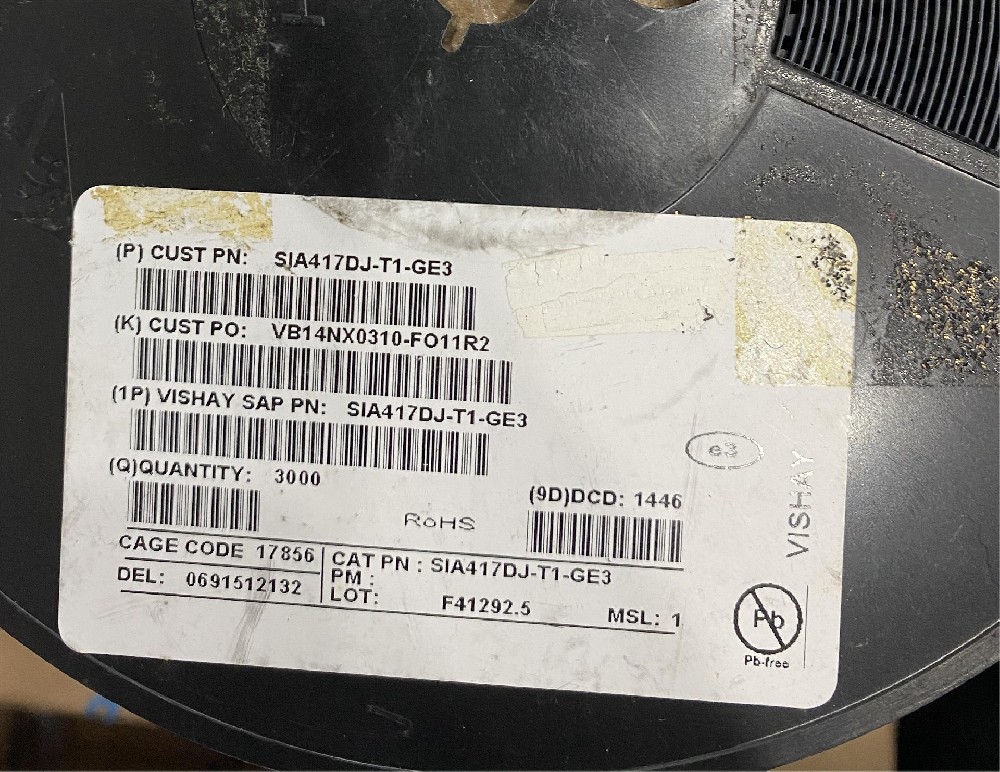 (P) CUST PN: SIA417DJ-T1-GE3
(K) CUST PO: VB14NX0310-FO11R2
(1P) VISHAY SAP PN: SIA417DJ-T1-GE3
(Q)QUANTITY: 3000
e3
(9D)DCD: 1446
RoHS
VISHAY
CAGE CODE 17856
CAT PN : SIA417DJ-T1-GE3
PM :
DEL: 0691512132
LOT: F41292.5
MSL: 1
Pb
Pb-free